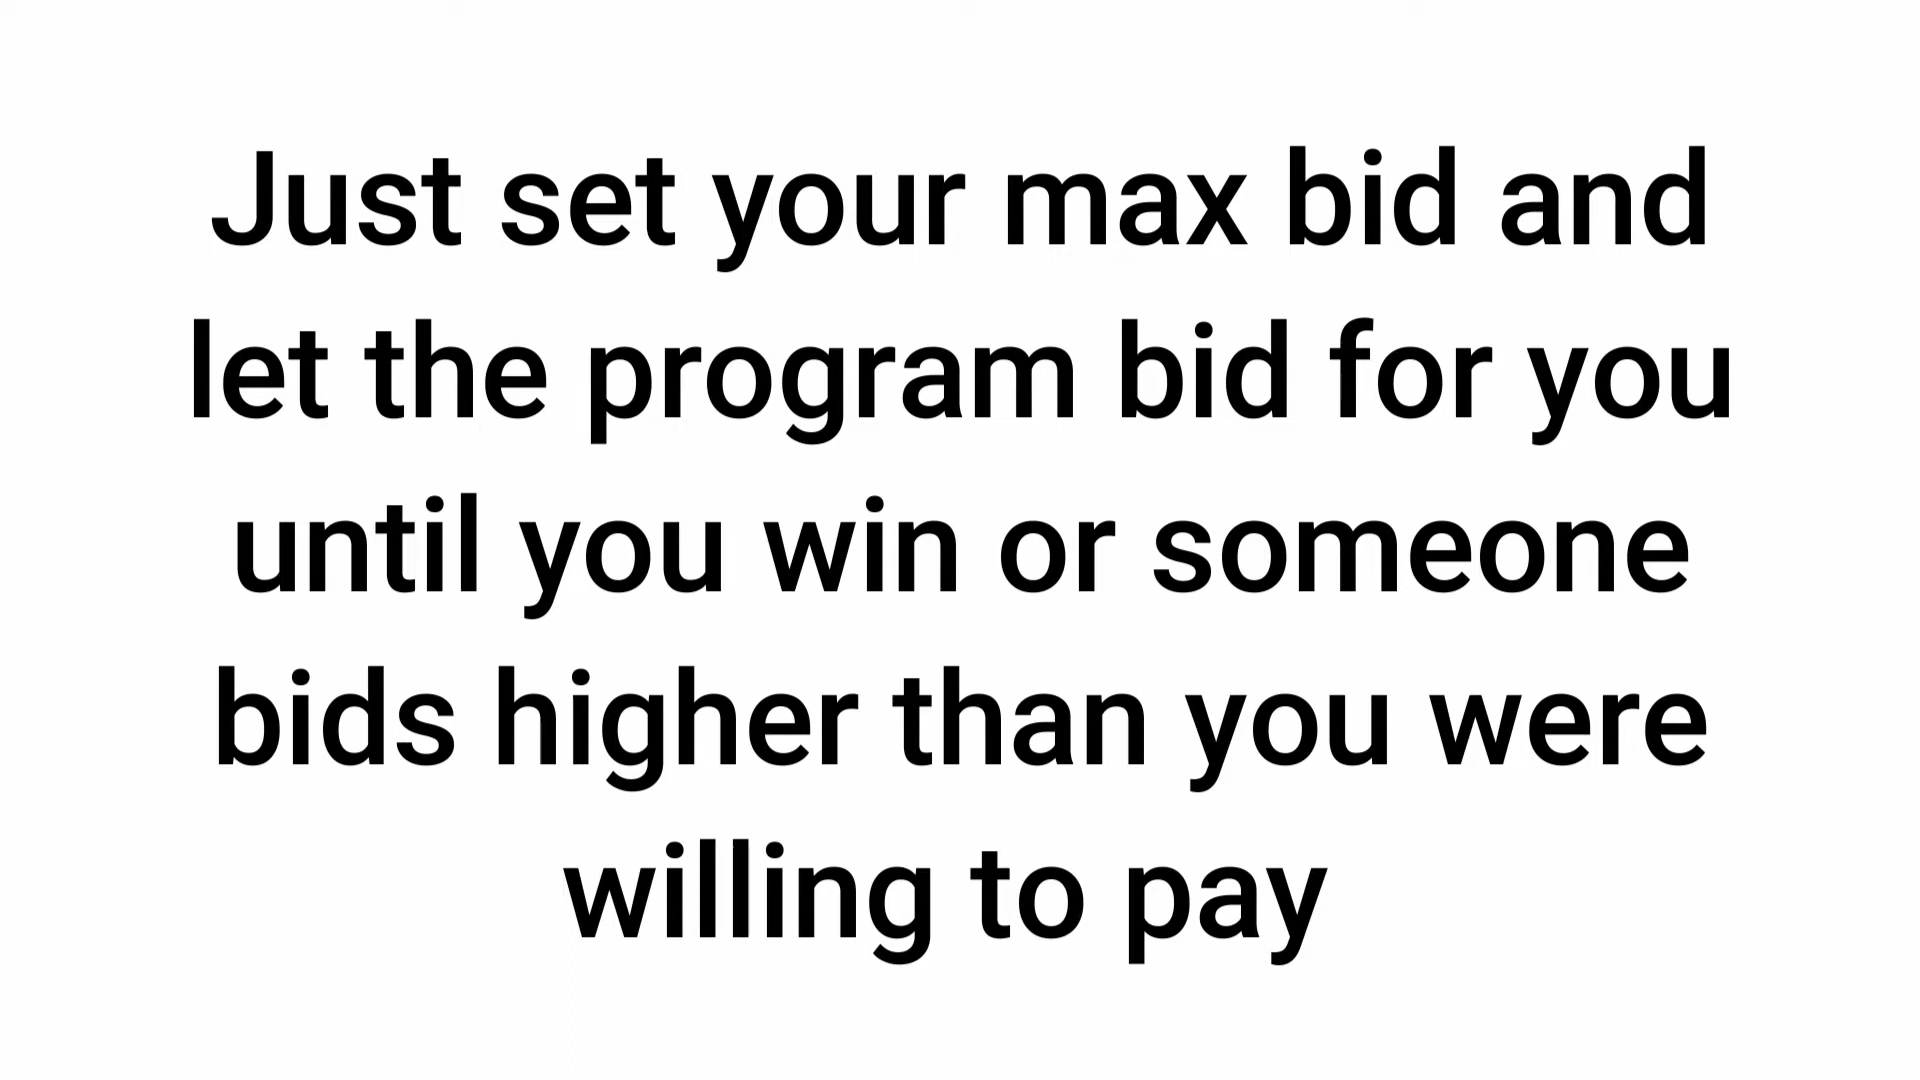 Just set your max bid and
let the program bid for you
until you win or someone
bids higher than you were
willing to pay